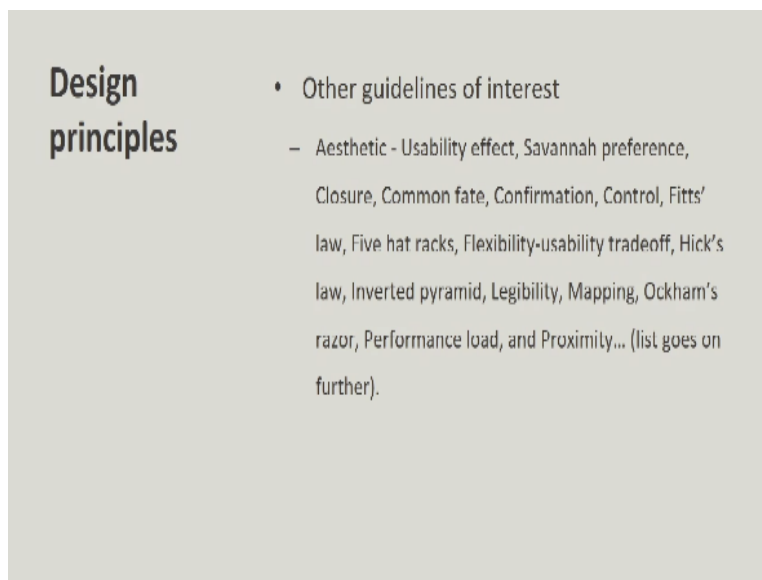 Design
principles
• Other guidelines of interest
– Aesthetic - Usability effect, Savannah preference,
Closure, Common fate, Confirmation, Control, Fitts'
law, Five hat racks, Flexibility-usability tradeoff, Hick's
law, Inverted pyramid, Legibility, Mapping, Ockham's
razor, Performance load, and Proximity... (list goes on
further).